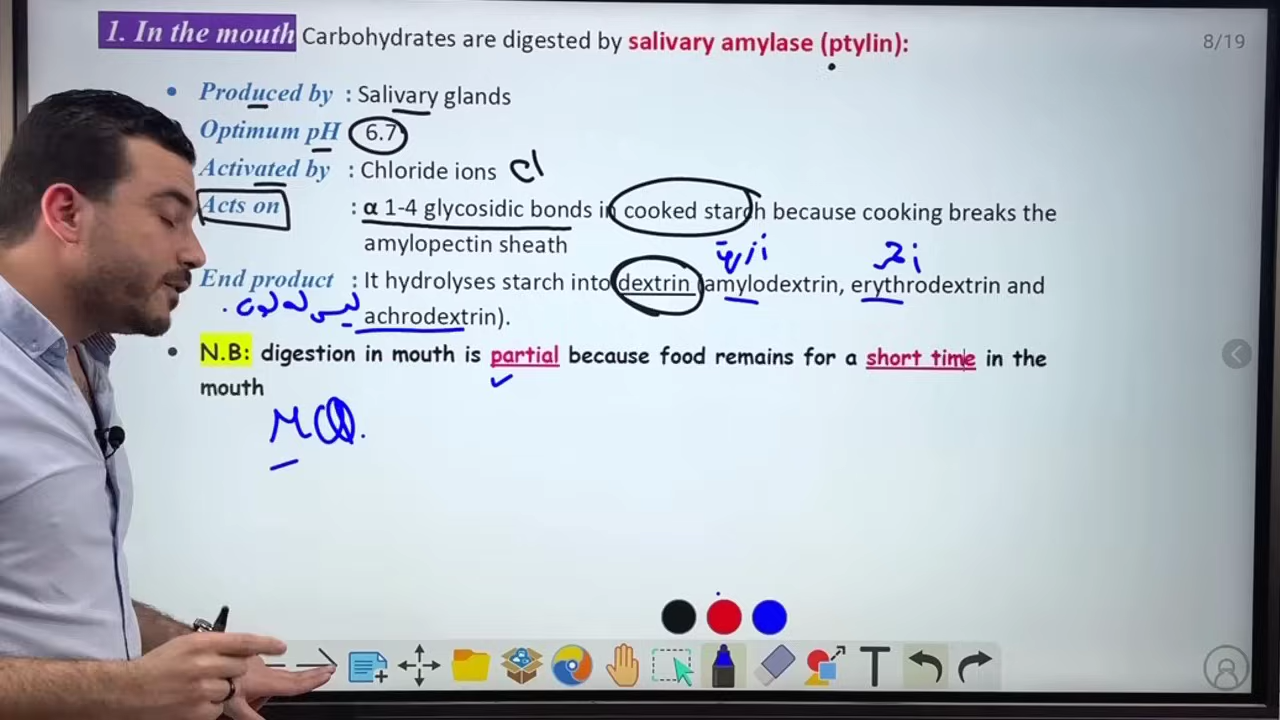 1. In the mouth Carbohydrates are digested by salivary amylase (ptylin):
8/19
• Produced by : Salivary glands
Optimum pH 6.7
Activated by : Chloride ions Cl
Acts on : α 1-4 glycosidic bonds in cooked starch because cooking breaks the
amylopectin sheath
End product : It hydrolyses starch into dextrin (amylodextrin, erythrodextrin and
achrodextrin).
• N.B: digestion in mouth is partial because food remains for a short time in the
mouth
MCQ.
T